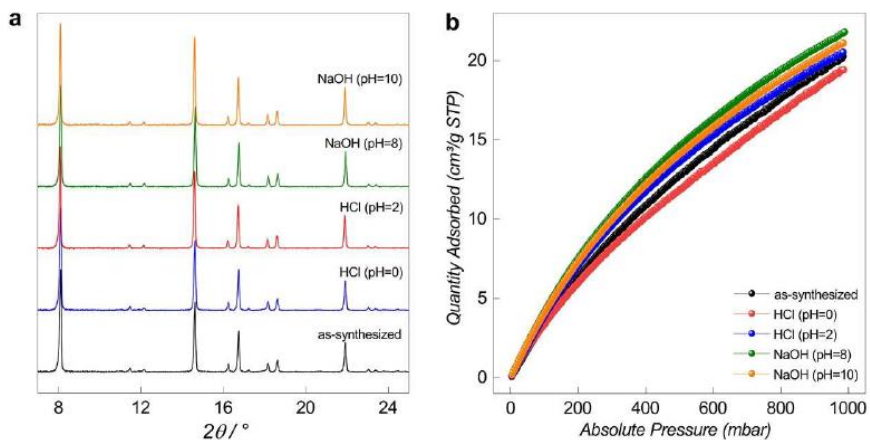 a
NaOH (pH=10)
NaOH (pH=8)
HCl (pH=2)
HCl (pH=0)
as-synthesized
8 12 16 20 24
2θ / °
b
Quantity Adsorbed (cm³/g STP)
20
15
10
5
0
as-synthesized
HCl (pH=0)
HCl (pH=2)
NaOH (pH=8)
NaOH (pH=10)
0 200 400 600 800 1000
Absolute Pressure (mbar)